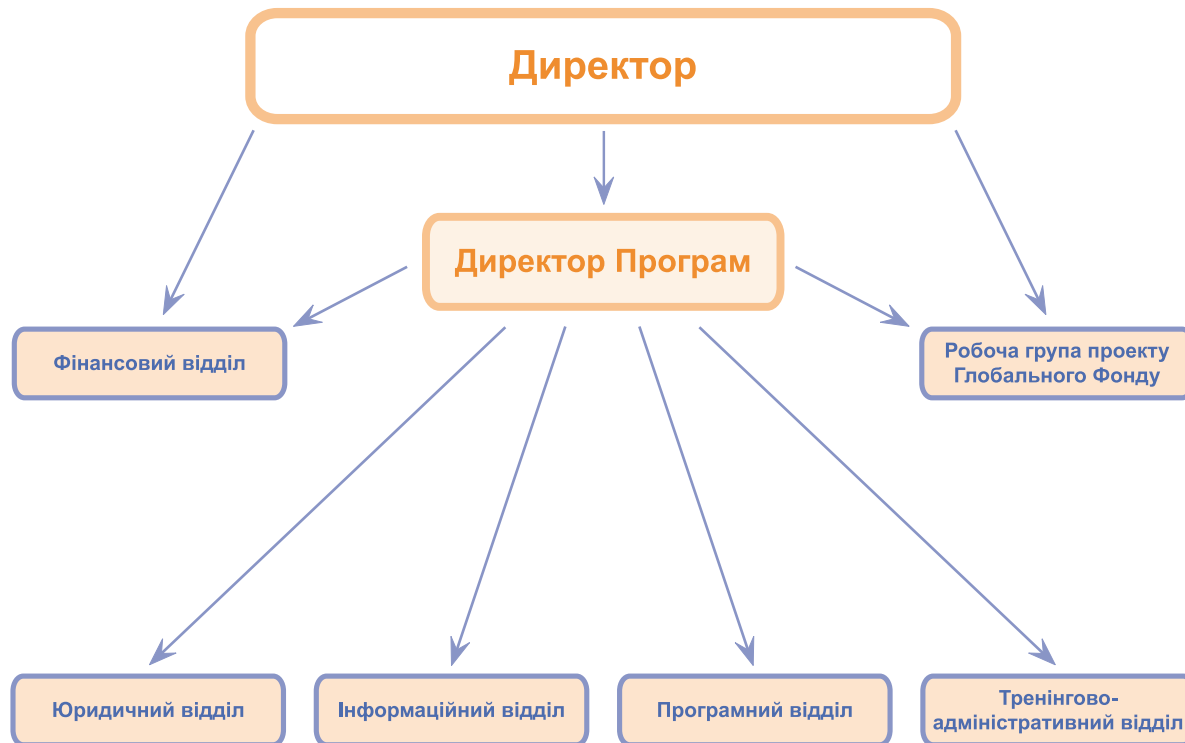 Директор
Директор Програм
Фінансовий відділ
Робоча група проекту
Глобального Фонду
Юридичний відділ
Інформаційний відділ
Програмний відділ
Тренінгово-
адміністративний відділ